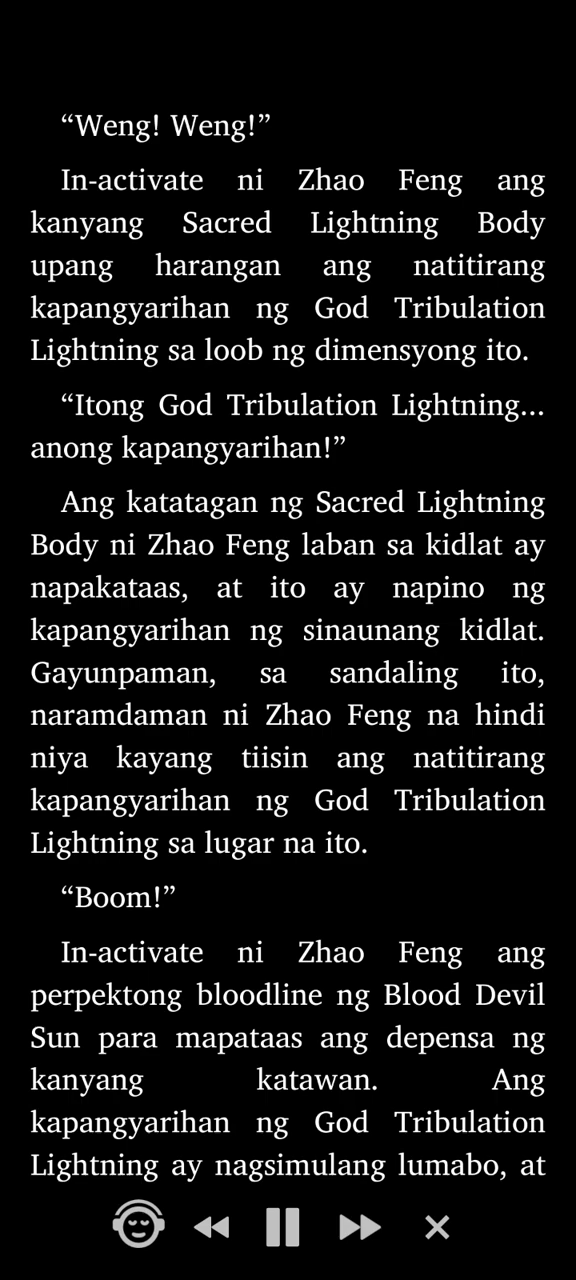 “Weng! Weng!”
In-activate ni Zhao Feng ang
kanyang Sacred Lightning Body
upang harangan ang natitirang
kapangyarihan ng God Tribulation
Lightning sa loob ng dimensyong ito.
“Itong God Tribulation Lightning...
anong kapangyarihan!”
Ang katatagan ng Sacred Lightning
Body ni Zhao Feng laban sa kidlat ay
napakataas, at ito ay napino ng
kapangyarihan ng sinaunang kidlat.
Gayunpaman, sa sandaling ito,
naramdaman ni Zhao Feng na hindi
niya kayang tiisin ang natitirang
kapangyarihan ng God Tribulation
Lightning sa lugar na ito.
“Boom!”
In-activate ni Zhao Feng ang
perpektong bloodline ng Blood Devil
Sun para mapataas ang depensa ng
kanyang katawan. Ang
kapangyarihan ng God Tribulation
Lightning ay nagsimulang lumabo, at